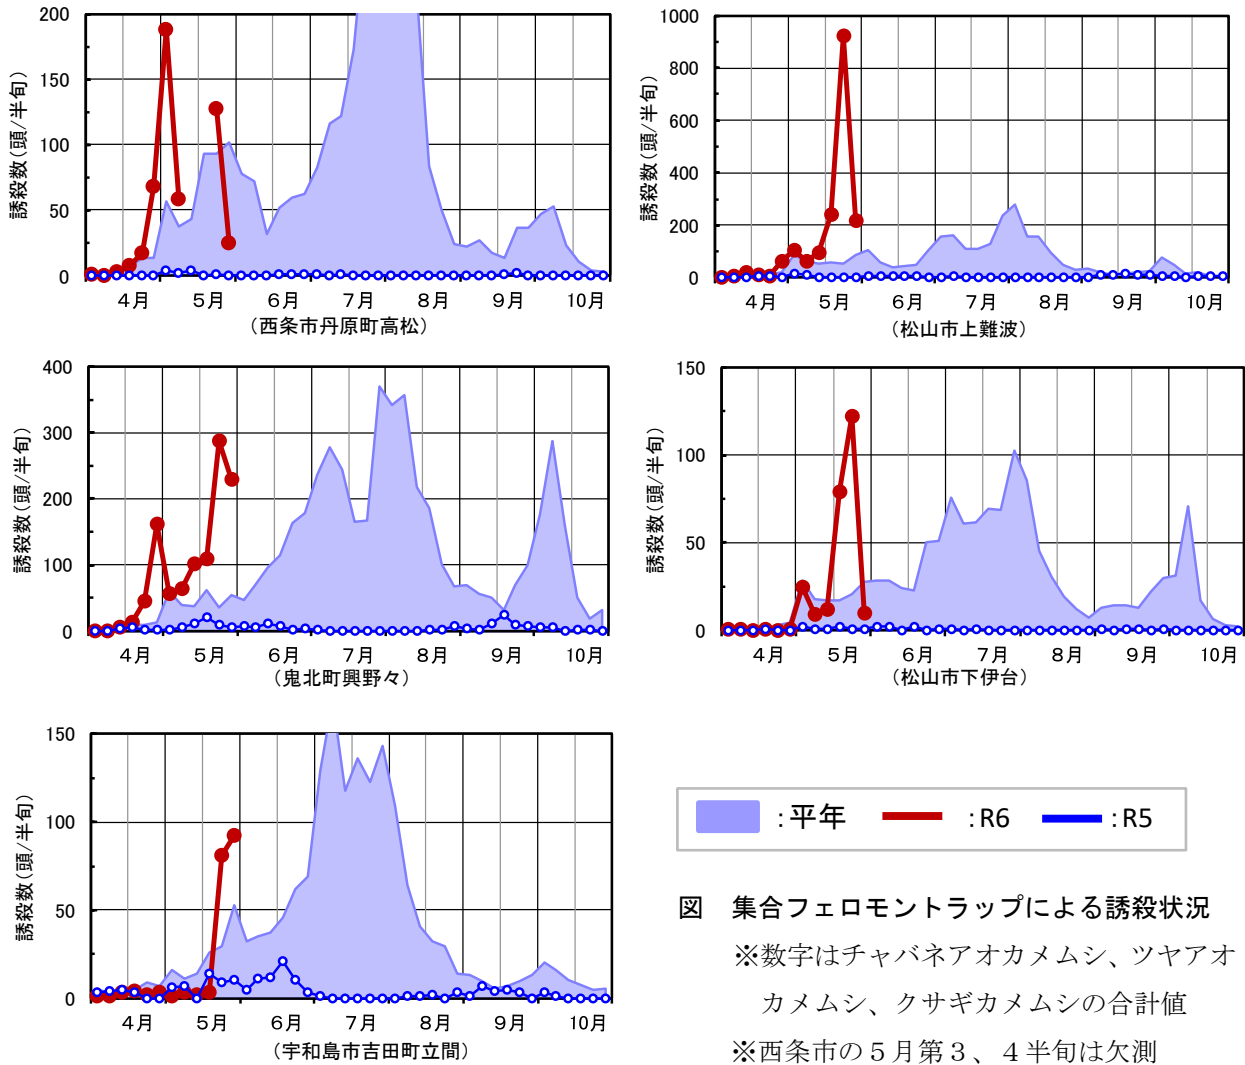 200
150
100
50
0
誘殺数(頭/半旬)
4月 5月 6月 7月 8月 9月 10月
(西条市丹原町高松)
1000
800
600
400
200
0
誘殺数(頭/半旬)
4月 5月 6月 7月 8月 9月 10月
(松山市上難波)
400
300
200
100
0
誘殺数(頭/半旬)
4月 5月 6月 7月 8月 9月 10月
(鬼北町興野々)
150
100
50
0
誘殺数(頭/半旬)
4月 5月 6月 7月 8月 9月 10月
(松山市下伊台)
150
100
50
0
誘殺数(頭/半旬)
4月 5月 6月 7月 8月 9月 10月
(宇和島市吉田町立間)
:平年 :R6 :R5
図 集合フェロモントラップによる誘殺状況
※数字はチャバネアオカメムシ、ツヤアオ
カメムシ、クサギカメムシの合計値
※西条市の５月第３、４半旬は欠測